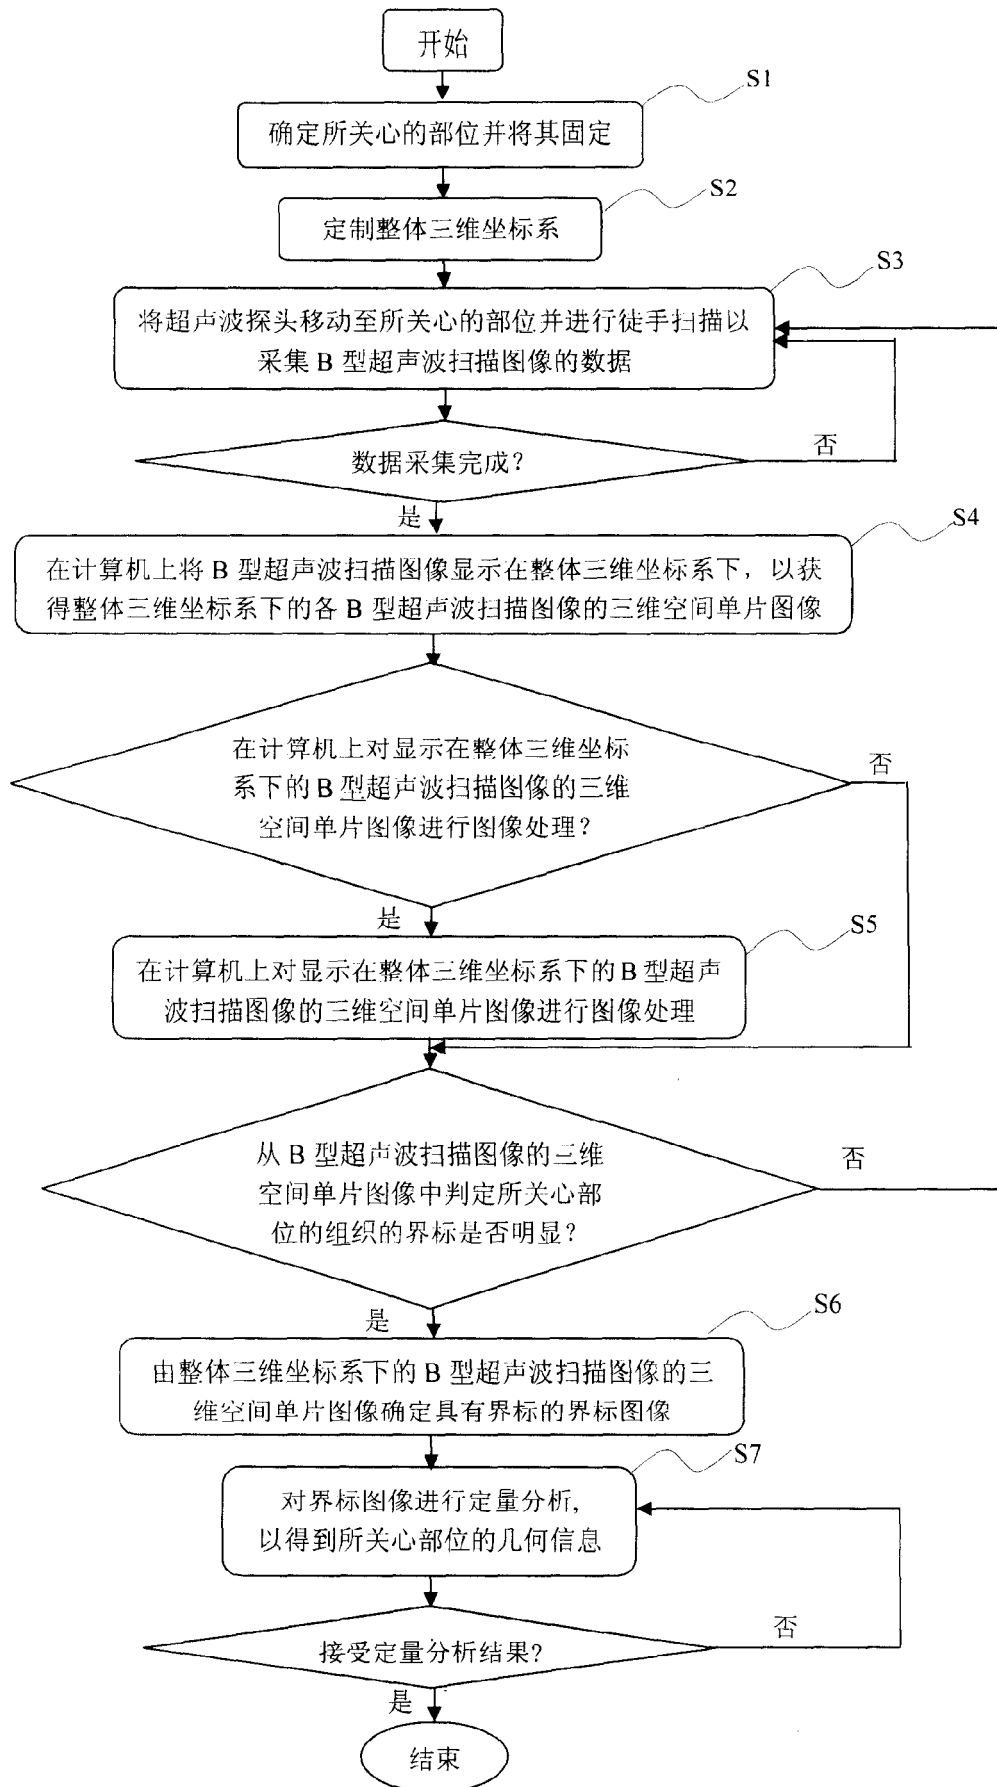 开始
S1
确定所关心的部位并将其固定
S2
定制整体三维坐标系
S3
将超声波探头移动至所关心的部位并进行徒手扫描以
采集 B 型超声波扫描图像的数据
数据采集完成？
否
是
S4
在计算机上将 B 型超声波扫描图像显示在整体三维坐标系下，以获
得整体三维坐标系下的各 B 型超声波扫描图像的三维空间单片图像
在计算机上对显示在整体三维坐标
系下的 B 型超声波扫描图像的三维
空间单片图像进行图像处理？
否
是
S5
在计算机上对显示在整体三维坐标系下的 B 型超声
波扫描图像的三维空间单片图像进行图像处理
从 B 型超声波扫描图像的三维
空间单片图像中判定所关心部
位的组织的界标是否明显？
否
是
S6
由整体三维坐标系下的 B 型超声波扫描图像的三
维空间单片图像确定具有界标的界标图像
S7
对界标图像进行定量分析，
以得到所关心部位的几何信息
接受定量分析结果？
否
是
结束